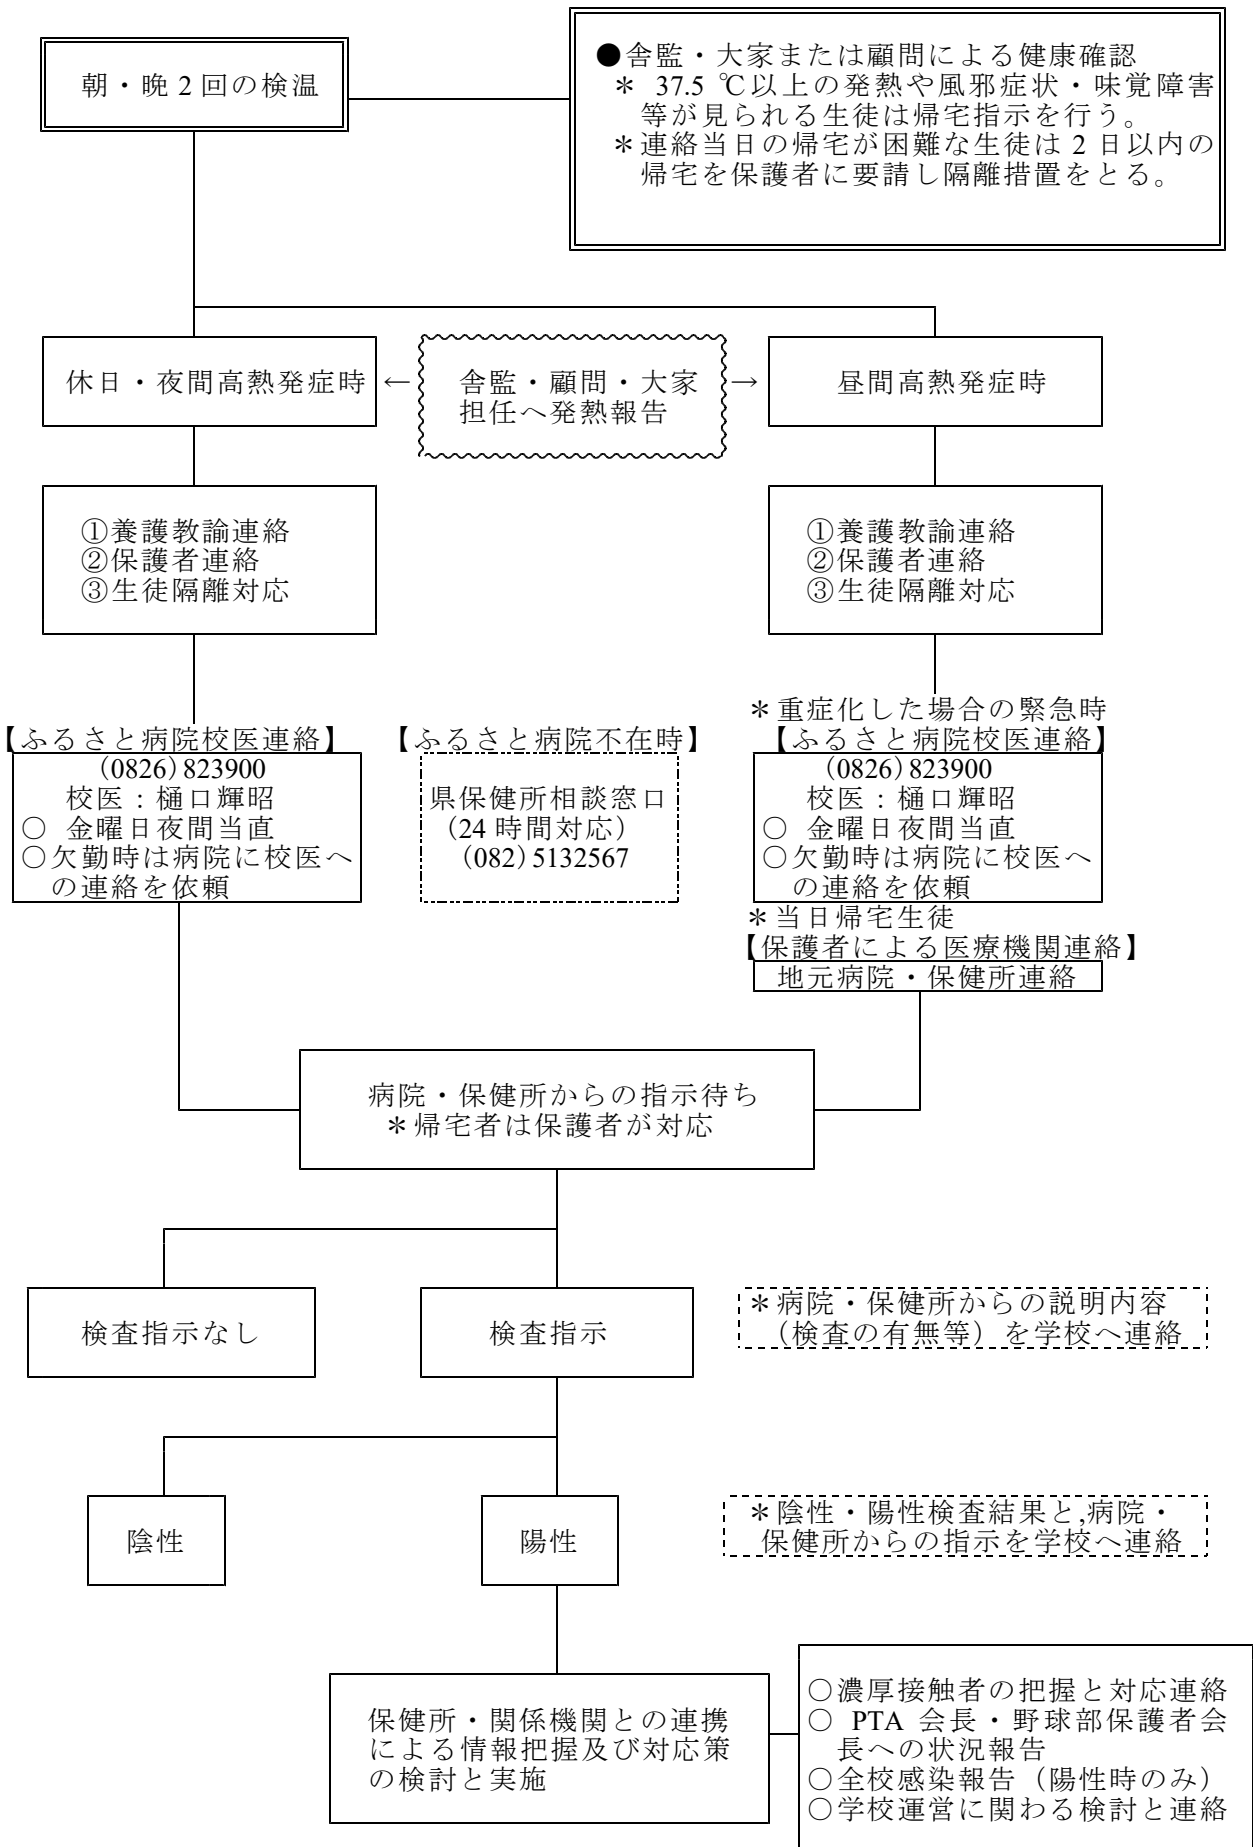 朝・晩２回の検温
●舎監・大家または顧問による健康確認
＊ 37.5 ℃以上の発熱や風邪症状・味覚障害
等が見られる生徒は帰宅指示を行う。
＊連絡当日の帰宅が困難な生徒は 2 日以内の
帰宅を保護者に要請し隔離措置をとる。
休日・夜間高熱発症時
←
舎監・顧問・大家
担任へ発熱報告
→
昼間高熱発症時
①養護教諭連絡
②保護者連絡
③生徒隔離対応
①養護教諭連絡
②保護者連絡
③生徒隔離対応
【ふるさと病院校医連絡】
（0826）823900
校医：樋口輝昭
○ 金曜日夜間当直
○欠勤時は病院に校医へ
の連絡を依頼
【ふるさと病院不在時】
県保健所相談窓口
（24 時間対応）
（082）5132567
＊重症化した場合の緊急時
【ふるさと病院校医連絡】
（0826）823900
校医：樋口輝昭
○ 金曜日夜間当直
○欠勤時は病院に校医へ
の連絡を依頼
＊当日帰宅生徒
【保護者による医療機関連絡】
地元病院・保健所連絡
病院・保健所からの指示待ち
＊帰宅者は保護者が対応
検査指示なし
検査指示
＊病院・保健所からの説明内容
（検査の有無等）を学校へ連絡
陰性
陽性
＊陰性・陽性検査結果と,病院・
保健所からの指示を学校へ連絡
保健所・関係機関との連携
による情報把握及び対応策
の検討と実施
○濃厚接触者の把握と対応連絡
○ PTA 会長・野球部保護者会
長への状況報告
○全校感染報告（陽性時のみ）
○学校運営に関わる検討と連絡